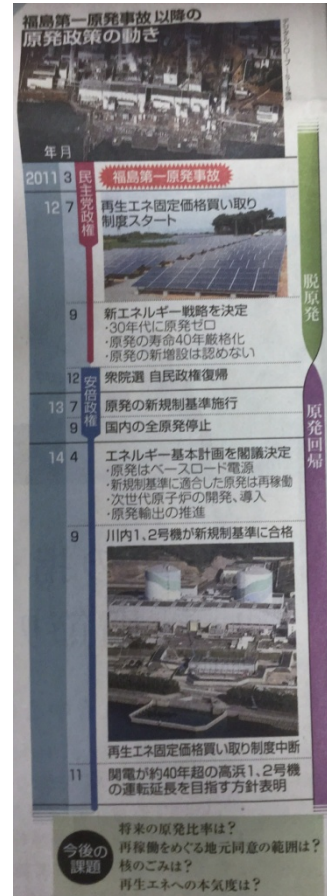 福島第一原発事故以降の
原発政策の動き
年月
2011 3 民主党政権 福島第一原発事故
12 7 再生エネ固定価格買い取り
制度スタート
脱原発
9 新エネルギー戦略を決定
・30年代に原発ゼロ
・原発の寿命40年厳格化
・原発の新増設は認めない
12 安倍政権 衆院選 自民政権復帰
13 7 原発の新規制基準施行
原発回帰
9 国内の全原発停止
14 4 エネルギー基本計画を閣議決定
・原発はベースロード電源
・新規制基準に適合した原発は再稼働
・次世代原子炉の開発、導入
・原発輸出の推進
9 川内1、2号機が新規制基準に合格
再生エネ固定価格買い取り制度中断
11 関電が約40年超の高浜1、2号機
の運転延長を目指す方針表明
今後の
課題
将来の原発比率は?
再稼働をめぐる地元同意の範囲は?
核のごみは?
再生エネへの本気度は?